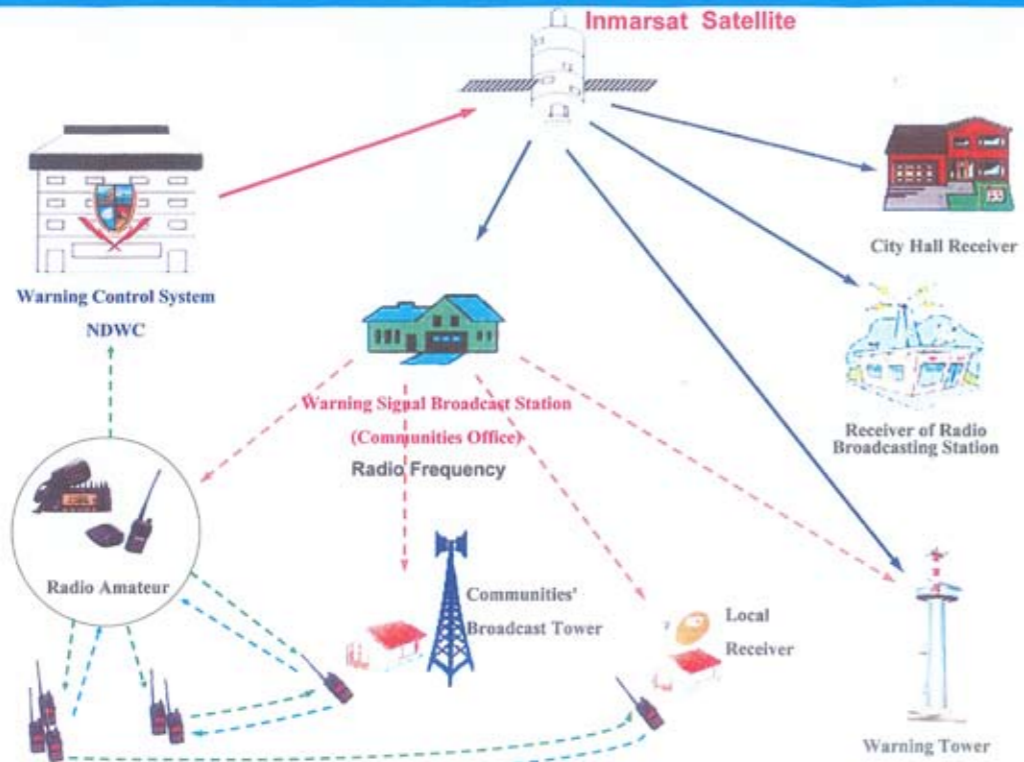 Inmarsat Satellite
City Hall Receiver
Warning Control System
NDWC
Warning Signal Broadcast Station
(Communities Office)
Radio Frequency
Receiver of Radio
Broadcasting Station
Radio Amateur
Communities'
Broadcast Tower
Local
Receiver
Warning Tower